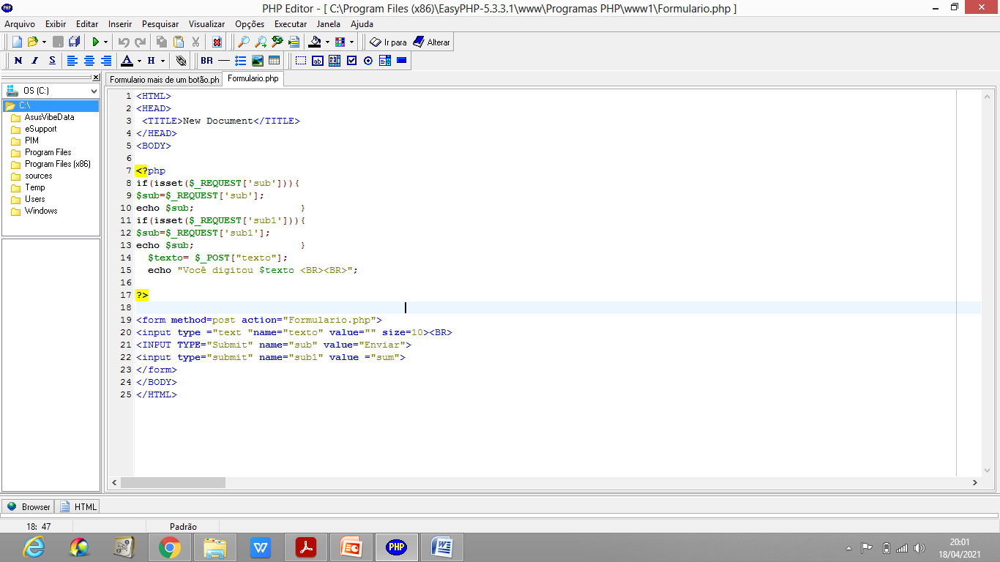 PHP Editor - [ C:\Program Files (x86)\EasyPHP-5.3.3.1\www\Programas PHP\www1\Formulario.php ]
Arquivo Exibir Editar Inserir Pesquisar Visualizar Opções Executar Janela Ajuda
Ir para Alterar
N I S A H BR ab
OS (C:)
C:\
AsusVibeData
eSupport
PIM
Program Files
Program Files (x86)
sources
Temp
Users
Windows
Formulario mais de um botão.ph Formulario.php
1 <HTML>
2 <HEAD>
3 <TITLE>New Document</TITLE>
4 </HEAD>
5 <BODY>
6
7 <?php
8 if(isset($_REQUEST['sub'])){
9 $sub=$_REQUEST['sub'];
10 echo $sub; }
11 if(isset($_REQUEST['sub1'])){
12 $sub=$_REQUEST['sub1'];
13 echo $sub; }
14 $texto= $_POST["texto"];
15 echo "Você digitou $texto <BR><BR>";
16
17 ?>
18
19 <form method=post action="Formulario.php">
20 <input type ="text "name="texto" value="" size=10><BR>
21 <INPUT TYPE="Submit" name="sub" value="Enviar">
22 <input type="submit" name="sub1" value ="sum">
23 </form>
24 </BODY>
25 </HTML>
Browser HTML
18: 47 Padrão
PHP
20:01
18/04/2021